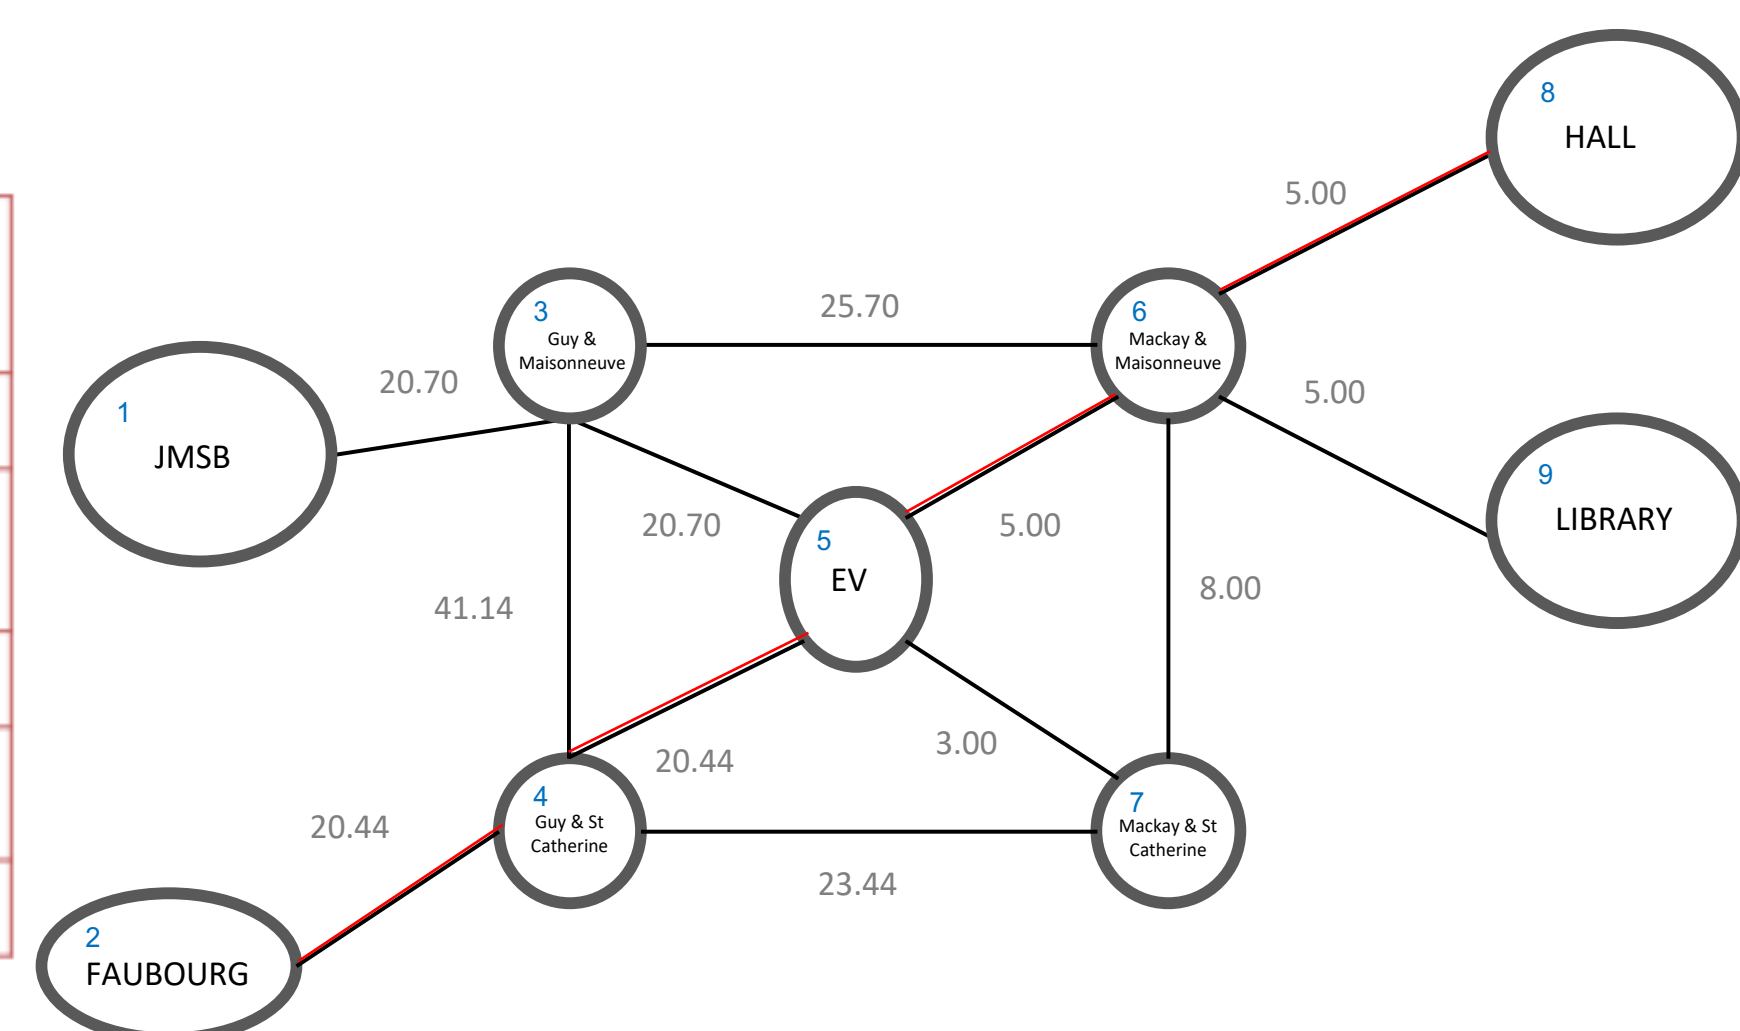 8
HALL
5.00
3
Guy &
Maisonneuve
25.70
6
Mackay &
Maisonneuve
20.70
5.00
1
JMSB
9
LIBRARY
20.70
5
EV
5.00
8.00
41.14
20.44
3.00
4
Guy & St
Catherine
7
Mackay & St
Catherine
20.44
23.44
2
FAUBOURG